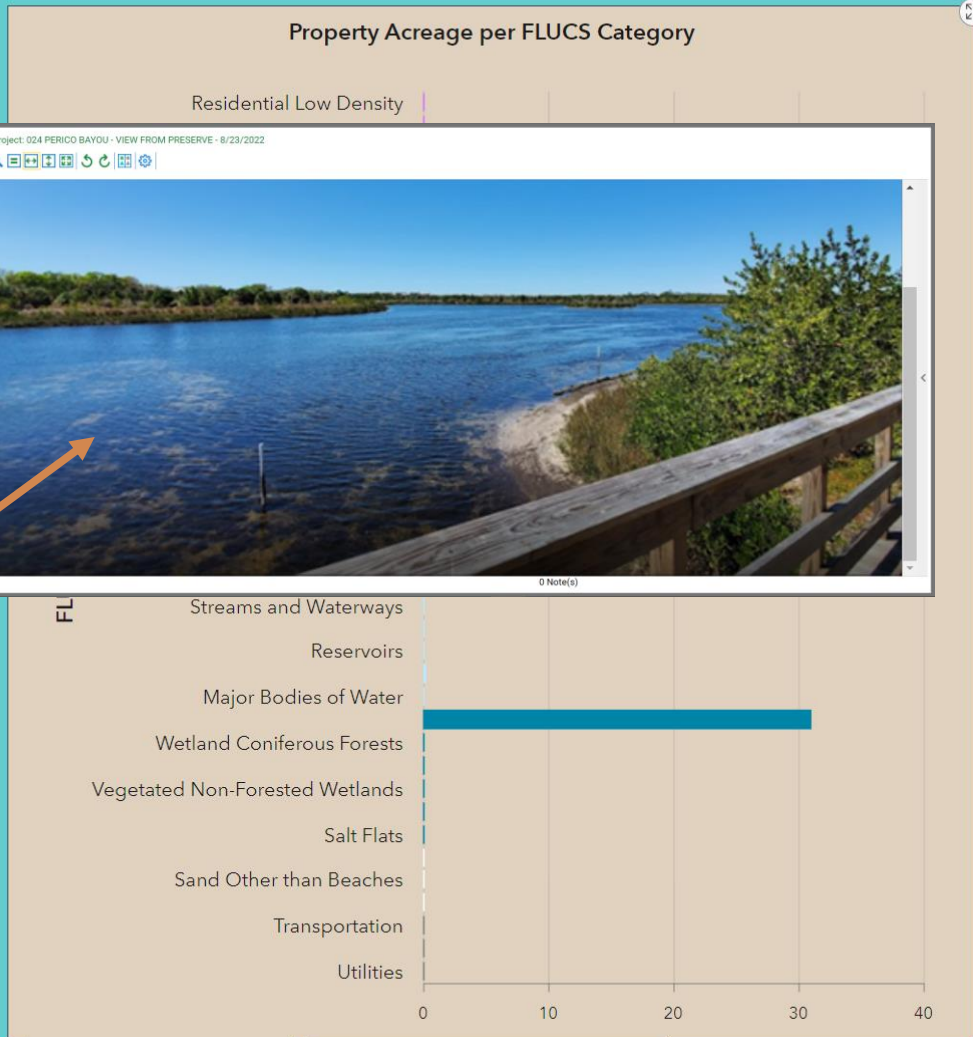 Property Acreage per FLUCS Category
Residential Low Density
roject: 024 PERICO BAYOU - VIEW FROM PRESERVE - 8/23/2022
0 Note(s)
FL
Streams and Waterways
Reservoirs
Major Bodies of Water
Wetland Coniferous Forests
Vegetated Non-Forested Wetlands
Salt Flats
Sand Other than Beaches
Transportation
Utilities
0 10 20 30 40